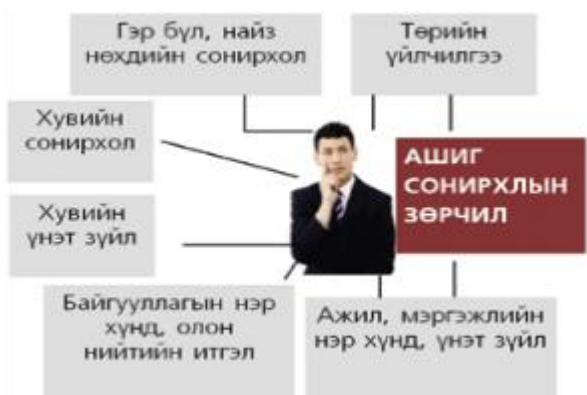 Гэр бүл, найз
нөхдийн сонирхол
Төрийн
үйлчилгээ
Хувийн
сонирхол
АШИГ
СОНИРХЛЫН
ЗӨРЧИЛ
Хувийн
үнэт зүйл
Байгууллагын нэр
хүнд, олон
нийтийн итгэл
Ажил, мэргэжлийн
нэр хүнд, үнэт зүйл